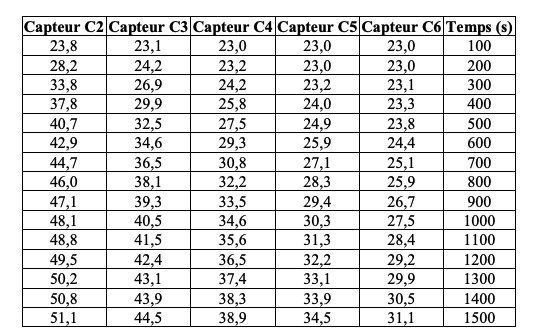 Capteur C2 Capteur C3 Capteur C4 Capteur C5 Capteur C6 Temps (s)
23,8 23,1 23,0 23,0 23,0 100
28,2 24,2 23,2 23,0 23,0 200
33,8 26,9 24,2 23,2 23,1 300
37,8 29,9 25,8 24,0 23,3 400
40,7 32,5 27,5 24,9 23,8 500
42,9 34,6 29,3 25,9 24,4 600
44,7 36,5 30,8 27,1 25,1 700
46,0 38,1 32,2 28,3 25,9 800
47,1 39,3 33,5 29,4 26,7 900
48,1 40,5 34,6 30,3 27,5 1000
48,8 41,5 35,6 31,3 28,4 1100
49,5 42,4 36,5 32,2 29,2 1200
50,2 43,1 37,4 33,1 29,9 1300
50,8 43,9 38,3 33,9 30,5 1400
51,1 44,5 38,9 34,5 31,1 1500